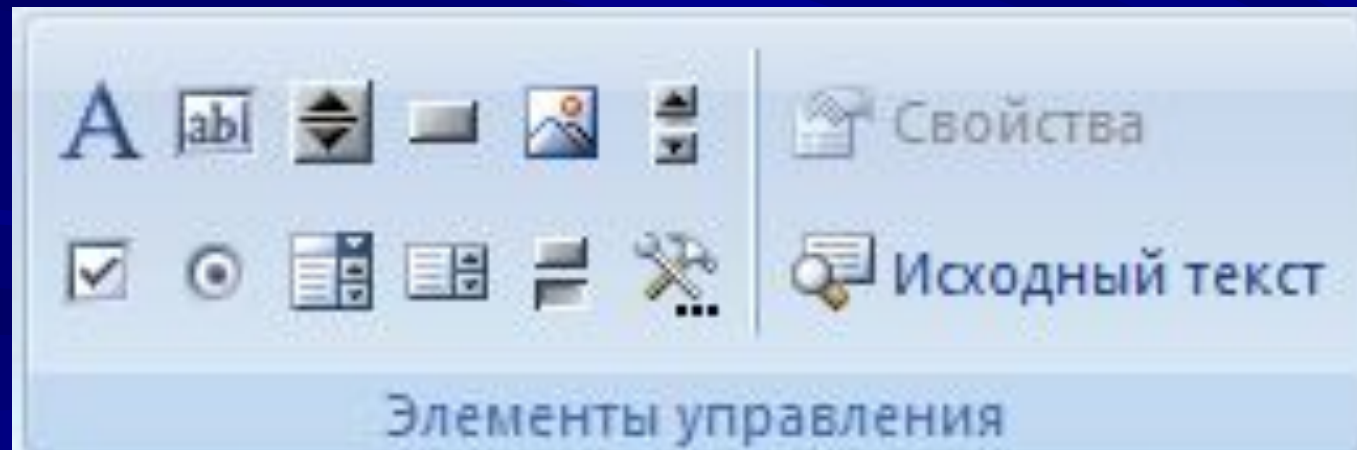 A
abl
Свойства
Исходный текст
Элементы управления